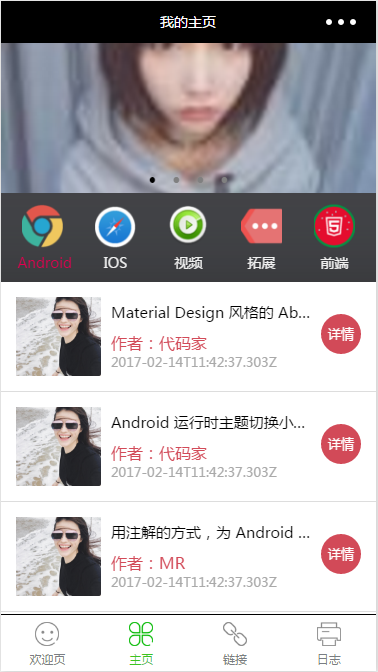 我的主页
Android
IOS
视频
拓展
前端
Material Design 风格的 Ab...
作者：代码家
2017-02-14T11:42:37.303Z
详情
Android 运行时主题切换小...
作者：代码家
2017-02-14T11:42:37.303Z
详情
用注解的方式，为 Android ...
作者：MR
2017-02-14T11:42:37.303Z
详情
欢迎页
主页
链接
日志